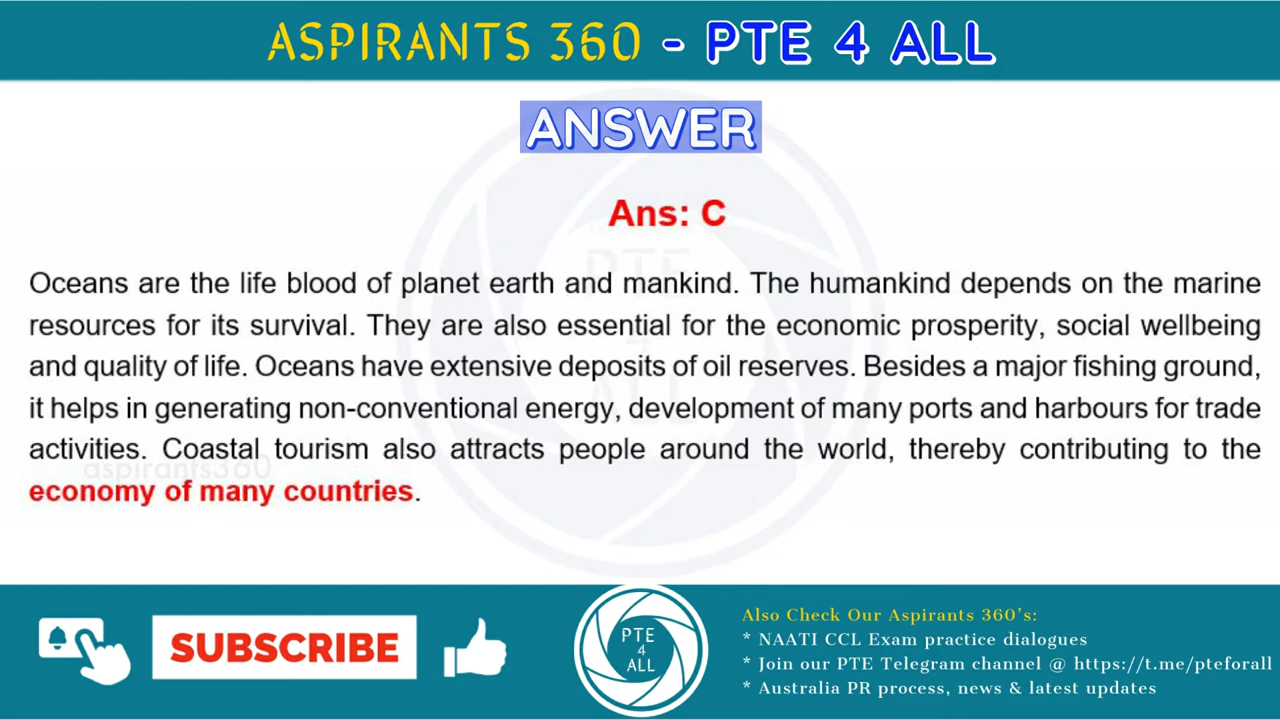 ASPIRANTS 360 - PTE 4 ALL
ANSWER
Ans: C
Oceans are the life blood of planet earth and mankind. The humankind depends on the marine
resources for its survival. They are also essential for the economic prosperity, social wellbeing
and quality of life. Oceans have extensive deposits of oil reserves. Besides a major fishing ground,
it helps in generating non-conventional energy, development of many ports and harbours for trade
activities. Coastal tourism also attracts people around the world, thereby contributing to the
economy of many countries.
aspirants360
PTE
4
ALL
SUBSCRIBE
PTE
4
ALL
Also Check Our Aspirants 360's:
* NAATI CCL Exam practice dialogues
* Join our PTE Telegram channel @ https://t.me/pteforall
* Australia PR process, news & latest updates